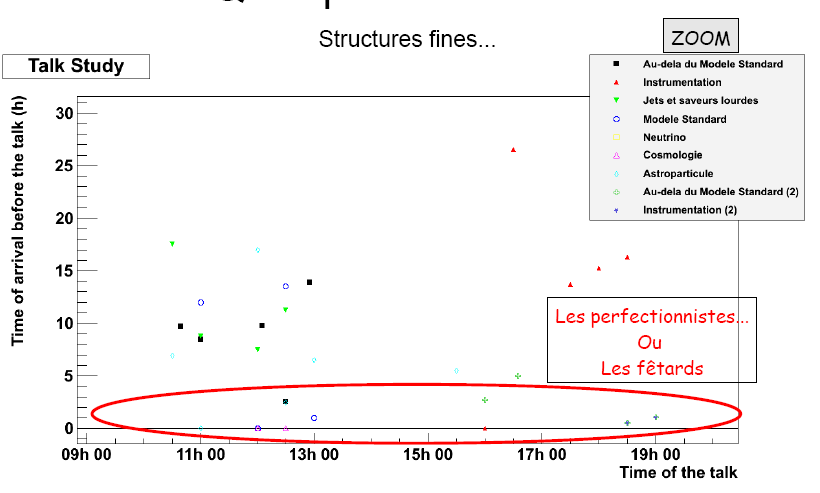 Structures fines...
ZOOM
Talk Study
Au-dela du Modele Standard
Instrumentation
Jets et saveurs lourdes
Modele Standard
Neutrino
Cosmologie
Astroparticule
Au-dela du Modele Standard (2)
Instrumentation (2)
Time of arrival before the talk (h)
30
25
20
15
10
5
0
Les perfectionnistes...
Ou
Les fêtards
09h 00 11h 00 13h 00 15h 00 17h 00 19h 00
Time of the talk